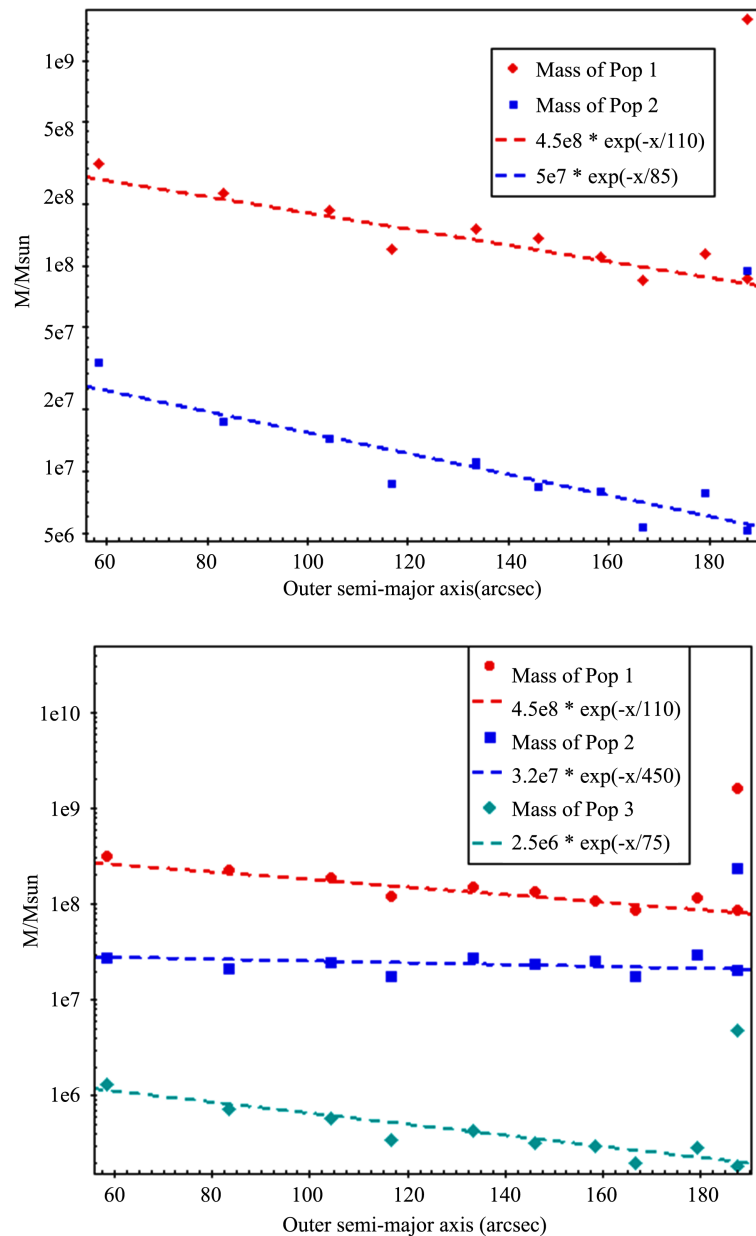 1e9
5e8
2e8
1e8
5e7
2e7
1e7
5e6
M/Msun
Mass of Pop 1
Mass of Pop 2
4.5e8 * exp(-x/110)
5e7 * exp(-x/85)
60 80 100 120 140 160 180
Outer semi-major axis(arcsec)
1e10
1e9
1e8
1e7
1e6
M/Msun
Mass of Pop 1
4.5e8 * exp(-x/110)
Mass of Pop 2
3.2e7 * exp(-x/450)
Mass of Pop 3
2.5e6 * exp(-x/75)
60 80 100 120 140 160 180
Outer semi-major axis (arcsec)